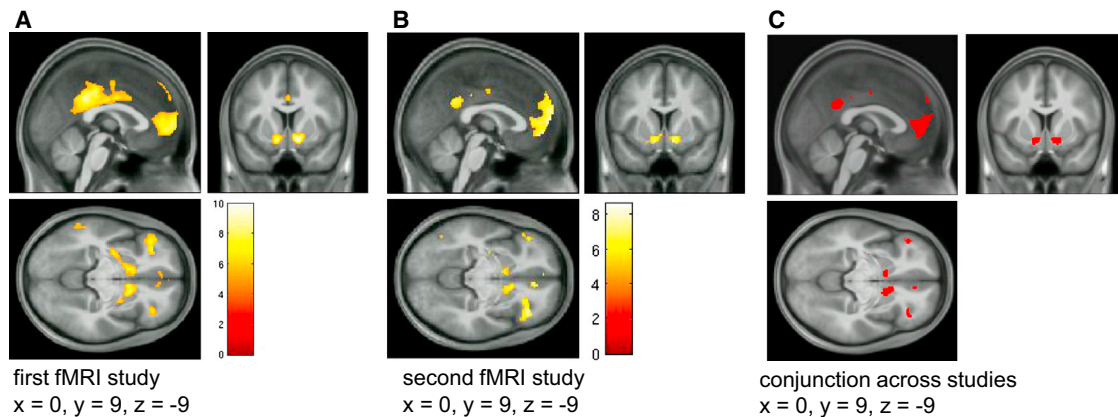 A
B
C
10
8
6
4
2
0
8
6
4
2
0
first fMRI study
x = 0, y = 9, z = -9
second fMRI study
x = 0, y = 9, z = -9
conjunction across studies
x = 0, y = 9, z = -9